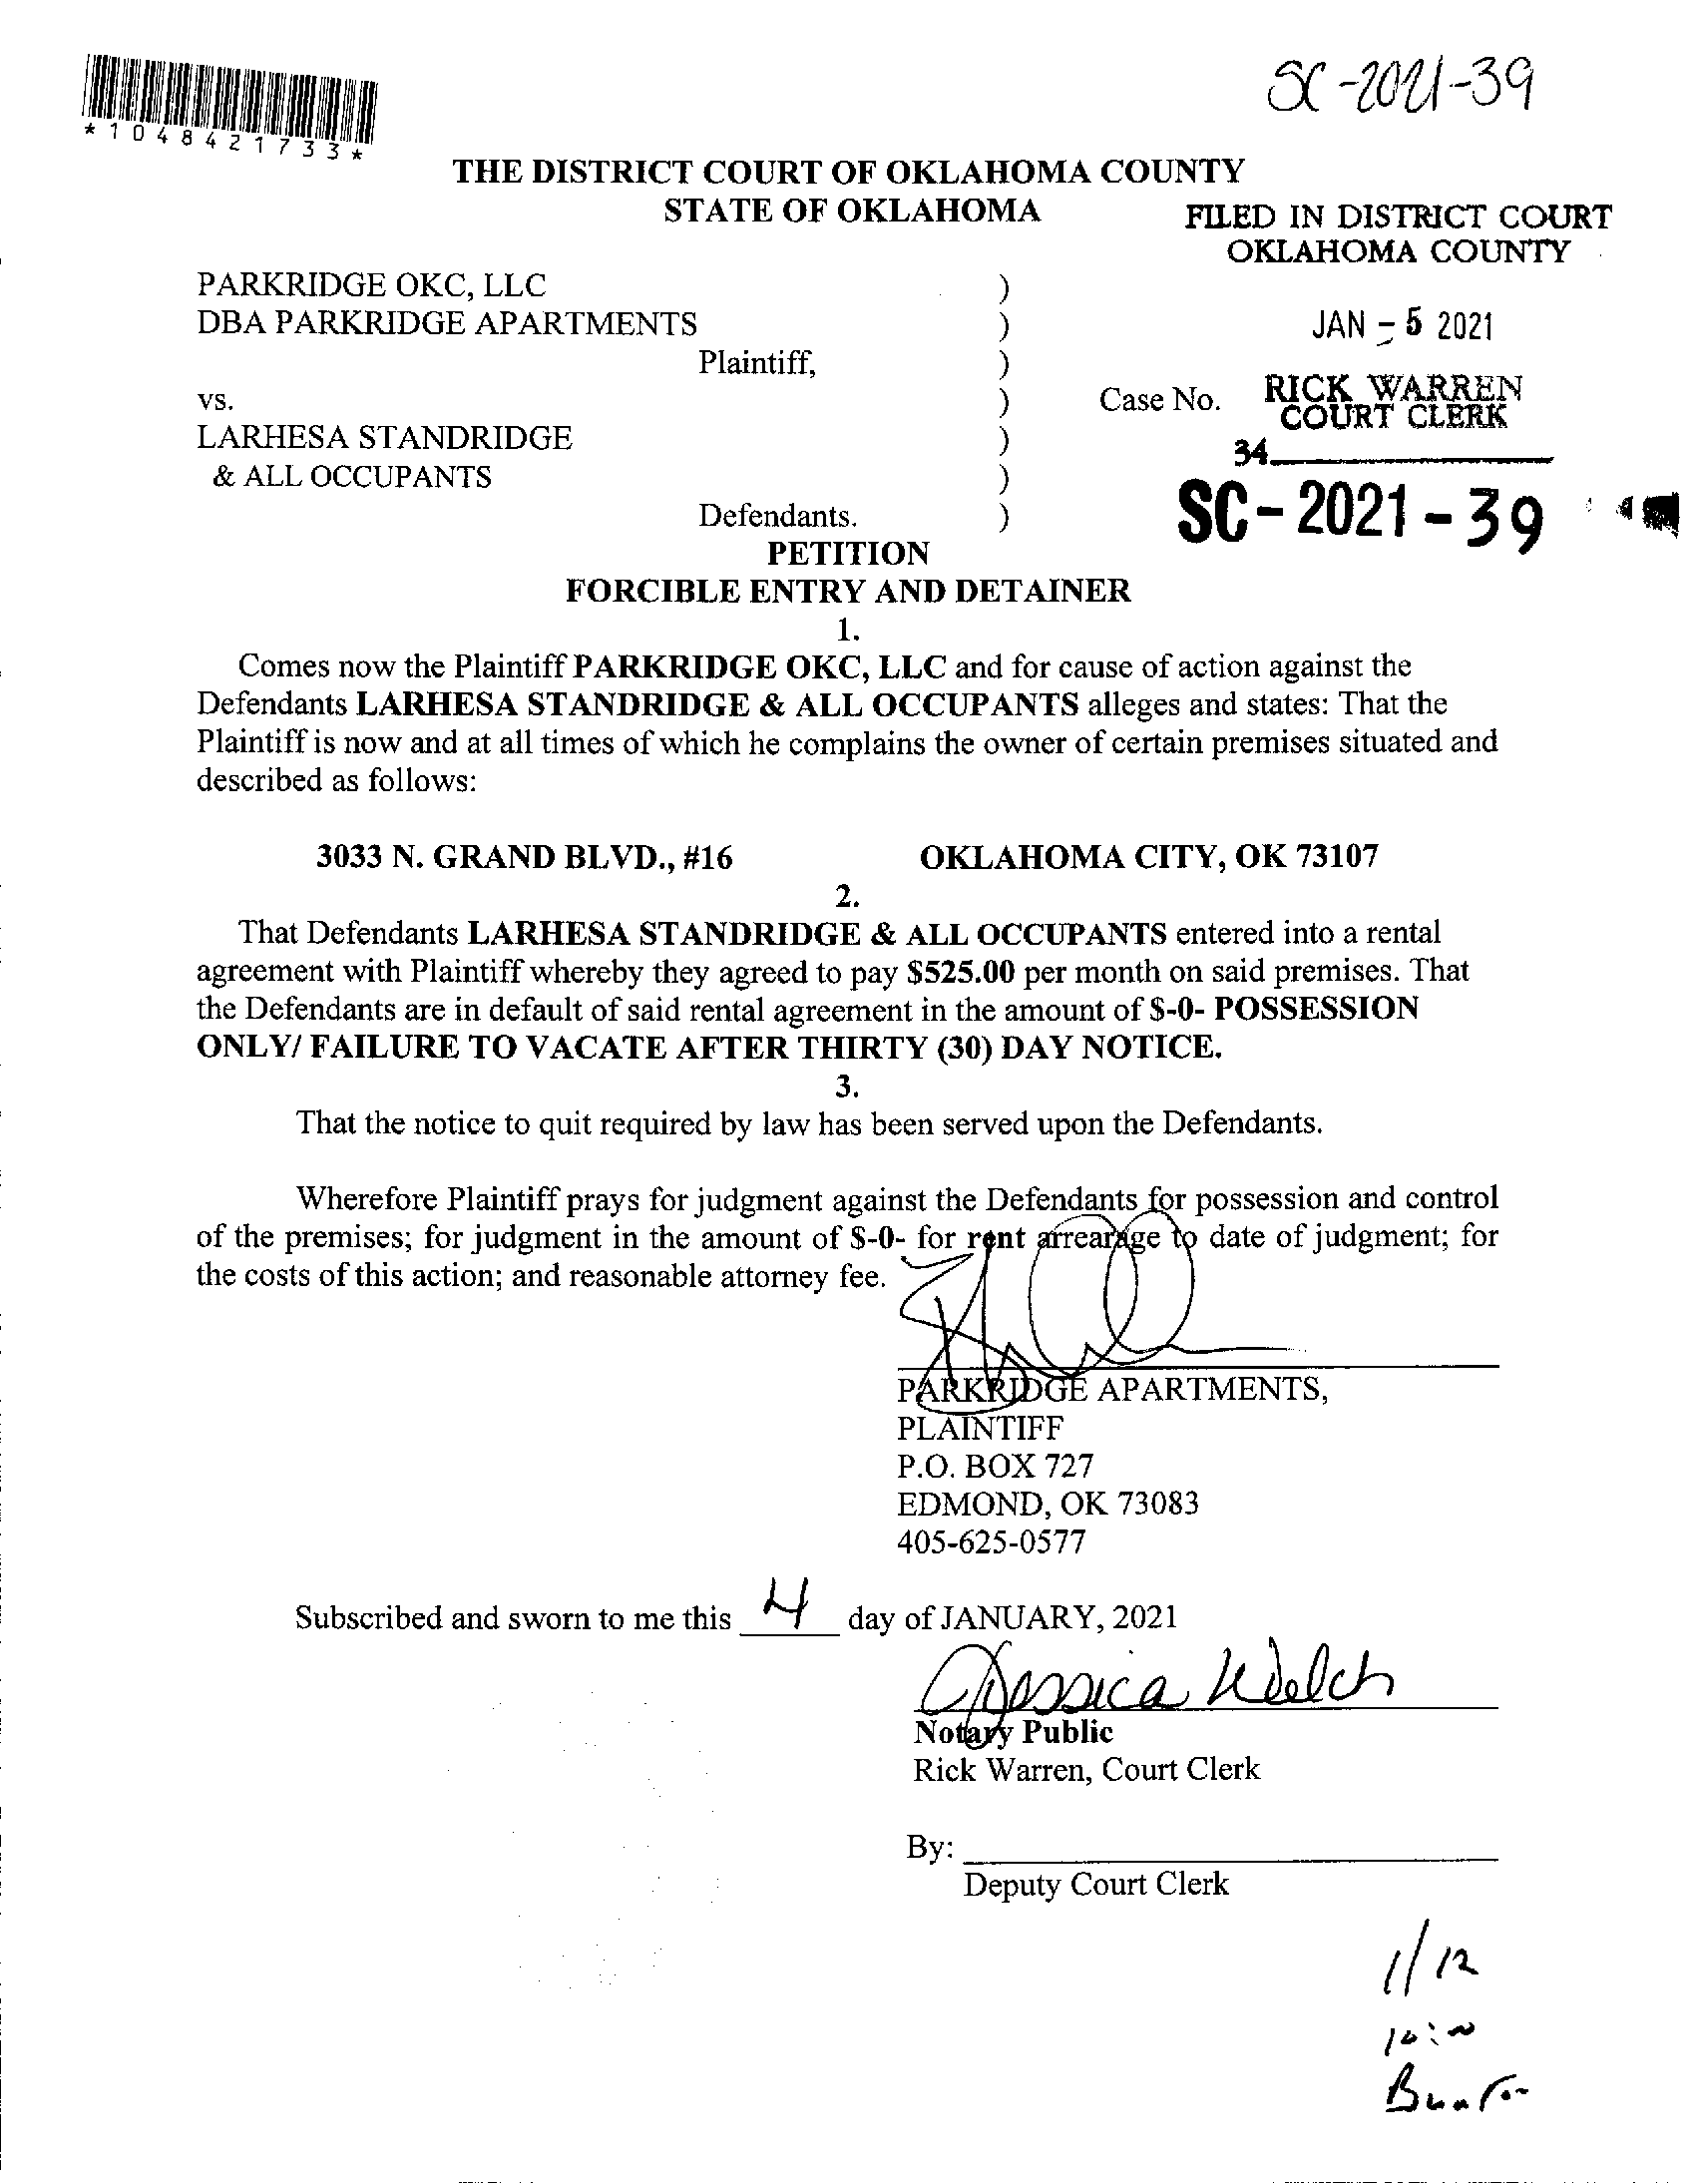 SC-2021-39
*1048421733*
THE DISTRICT COURT OF OKLAHOMA COUNTY
STATE OF OKLAHOMA
FILED IN DISTRICT COURT
OKLAHOMA COUNTY
PARKRIDGE OKC, LLC )
DBA PARKRIDGE APARTMENTS )
JAN - 5 2021
Plaintiff, )
vs. ) Case No. RICK WARREN
COURT CLERK
LARHESA STANDRIDGE )
34
& ALL OCCUPANTS )
SC-2021-39
Defendants. )
PETITION
FORCIBLE ENTRY AND DETAINER
1.
Comes now the Plaintiff PARKRIDGE OKC, LLC and for cause of action against the
Defendants LARHESA STANDRIDGE & ALL OCCUPANTS alleges and states: That the
Plaintiff is now and at all times of which he complains the owner of certain premises situated and
described as follows:
3033 N. GRAND BLVD., #16 OKLAHOMA CITY, OK 73107
2.
That Defendants LARHESA STANDRIDGE & ALL OCCUPANTS entered into a rental
agreement with Plaintiff whereby they agreed to pay $525.00 per month on said premises. That
the Defendants are in default of said rental agreement in the amount of $-0- POSSESSION
ONLY/ FAILURE TO VACATE AFTER THIRTY (30) DAY NOTICE.
3.
That the notice to quit required by law has been served upon the Defendants.
Wherefore Plaintiff prays for judgment against the Defendants for possession and control
of the premises; for judgment in the amount of $-0- for rent arrearage to date of judgment; for
the costs of this action; and reasonable attorney fee.
PARKRIDGE APARTMENTS,
PLAINTIFF
P.O. BOX 727
EDMOND, OK 73083
405-625-0577
Subscribed and sworn to me this 4 day of JANUARY, 2021
Jessica Welch
Notary Public
Rick Warren, Court Clerk
By:
Deputy Court Clerk
1/12